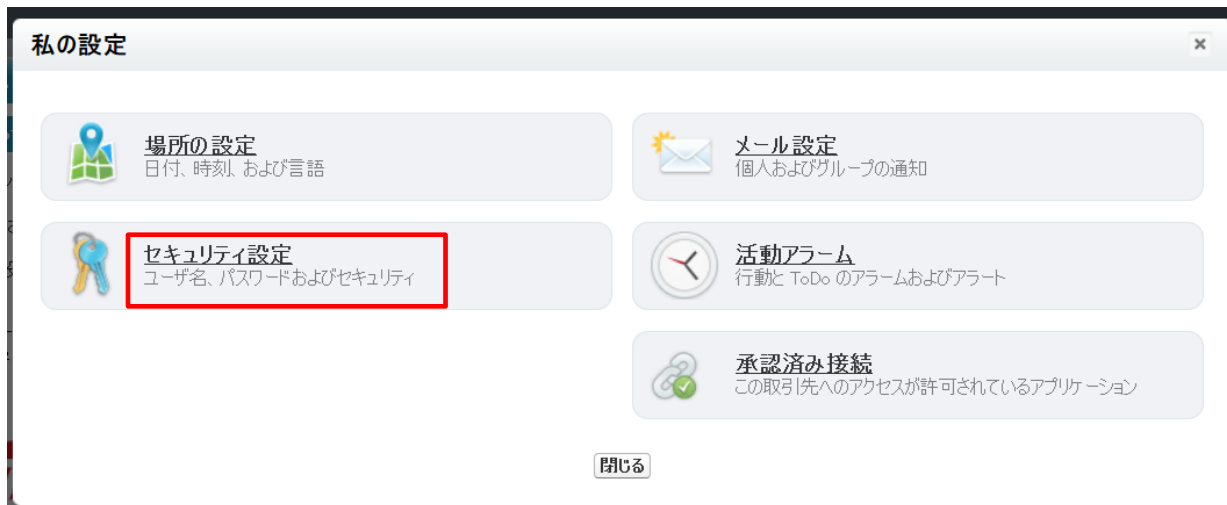 私の設定
場所の設定
日付、時刻、および言語
メール設定
個人およびグループの通知
セキュリティ設定
ユーザ名、パスワードおよびセキュリティ
活動アラーム
行動と ToDo のアラームおよびアラート
承認済み接続
この取引先へのアクセスが許可されているアプリケーション
閉じる